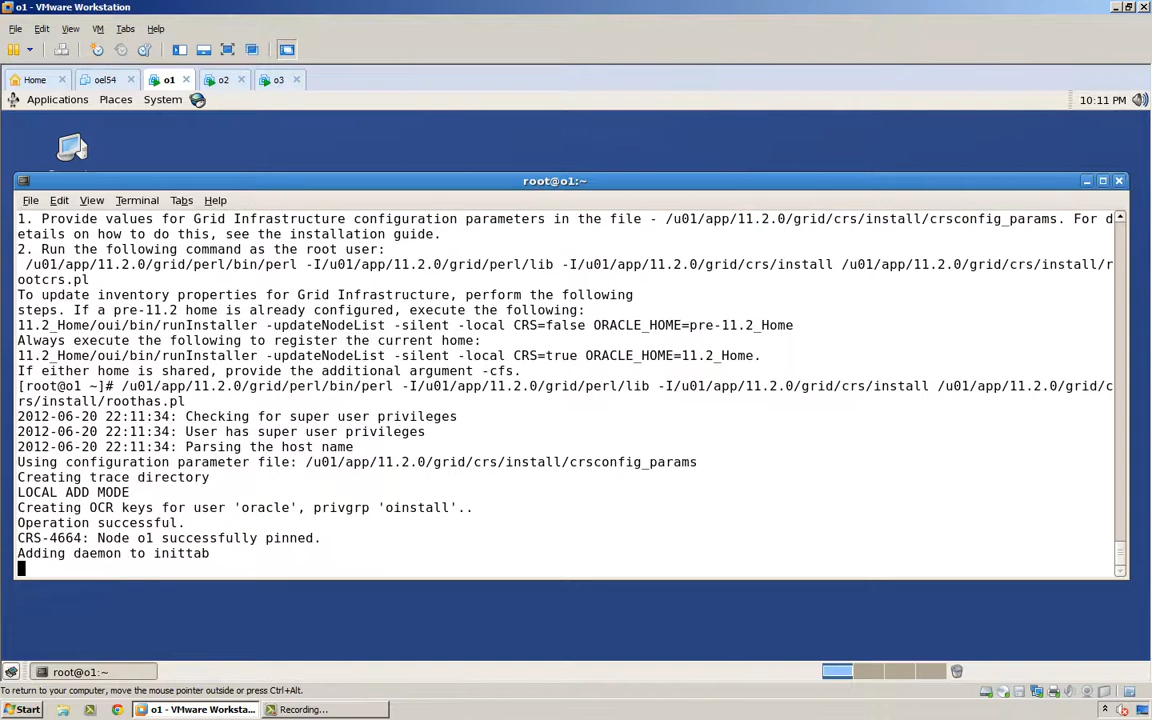 o1 - VMware Workstation
File Edit View VM Tabs Help
Home oel54 o1 o2 o3
Applications Places System 10:11 PM
root@o1:~
File Edit View Terminal Tabs Help
1. Provide values for Grid Infrastructure configuration parameters in the file - /u01/app/11.2.0/grid/crs/install/crsconfig_params. For d
etails on how to do this, see the installation guide.
2. Run the following command as the root user:
/u01/app/11.2.0/grid/perl/bin/perl -I/u01/app/11.2.0/grid/perl/lib -I/u01/app/11.2.0/grid/crs/install /u01/app/11.2.0/grid/crs/install/r
ootcrs.pl
To update inventory properties for Grid Infrastructure, perform the following
steps. If a pre-11.2 home is already configured, execute the following:
11.2_Home/oui/bin/runInstaller -updateNodeList -silent -local CRS=false ORACLE_HOME=pre-11.2_Home
Always execute the following to register the current home:
11.2_Home/oui/bin/runInstaller -updateNodeList -silent -local CRS=true ORACLE_HOME=11.2_Home.
If either home is shared, provide the additional argument -cfs.
[root@o1 ~]# /u01/app/11.2.0/grid/perl/bin/perl -I/u01/app/11.2.0/grid/perl/lib -I/u01/app/11.2.0/grid/crs/install /u01/app/11.2.0/grid/c
rs/install/roothas.pl
2012-06-20 22:11:34: Checking for super user privileges
2012-06-20 22:11:34: User has super user privileges
2012-06-20 22:11:34: Parsing the host name
Using configuration parameter file: /u01/app/11.2.0/grid/crs/install/crsconfig_params
Creating trace directory
LOCAL ADD MODE
Creating OCR keys for user 'oracle', privgrp 'oinstall'..
Operation successful.
CRS-4664: Node o1 successfully pinned.
Adding daemon to inittab
root@o1:~
To return to your computer, move the mouse pointer outside or press Ctrl+Alt.
Start o1 - VMware Worksta... Recording...